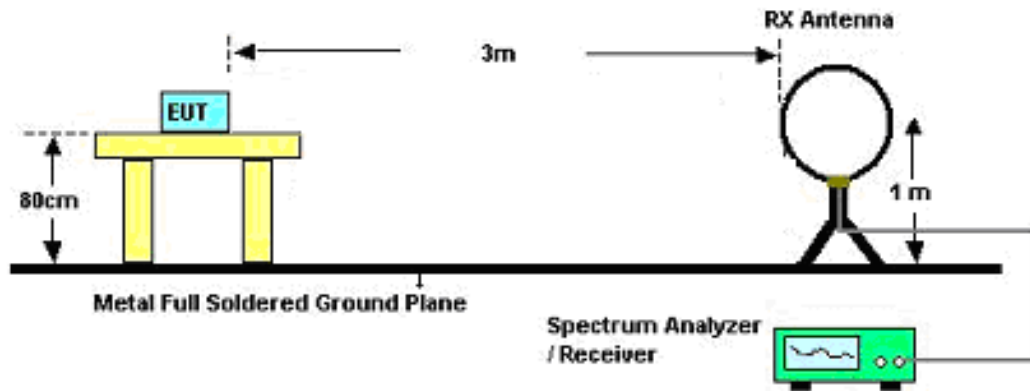 RX Antenna
3m
EUT
80cm
1 m
Metal Full Soldered Ground Plane
Spectrum Analyzer
/ Receiver